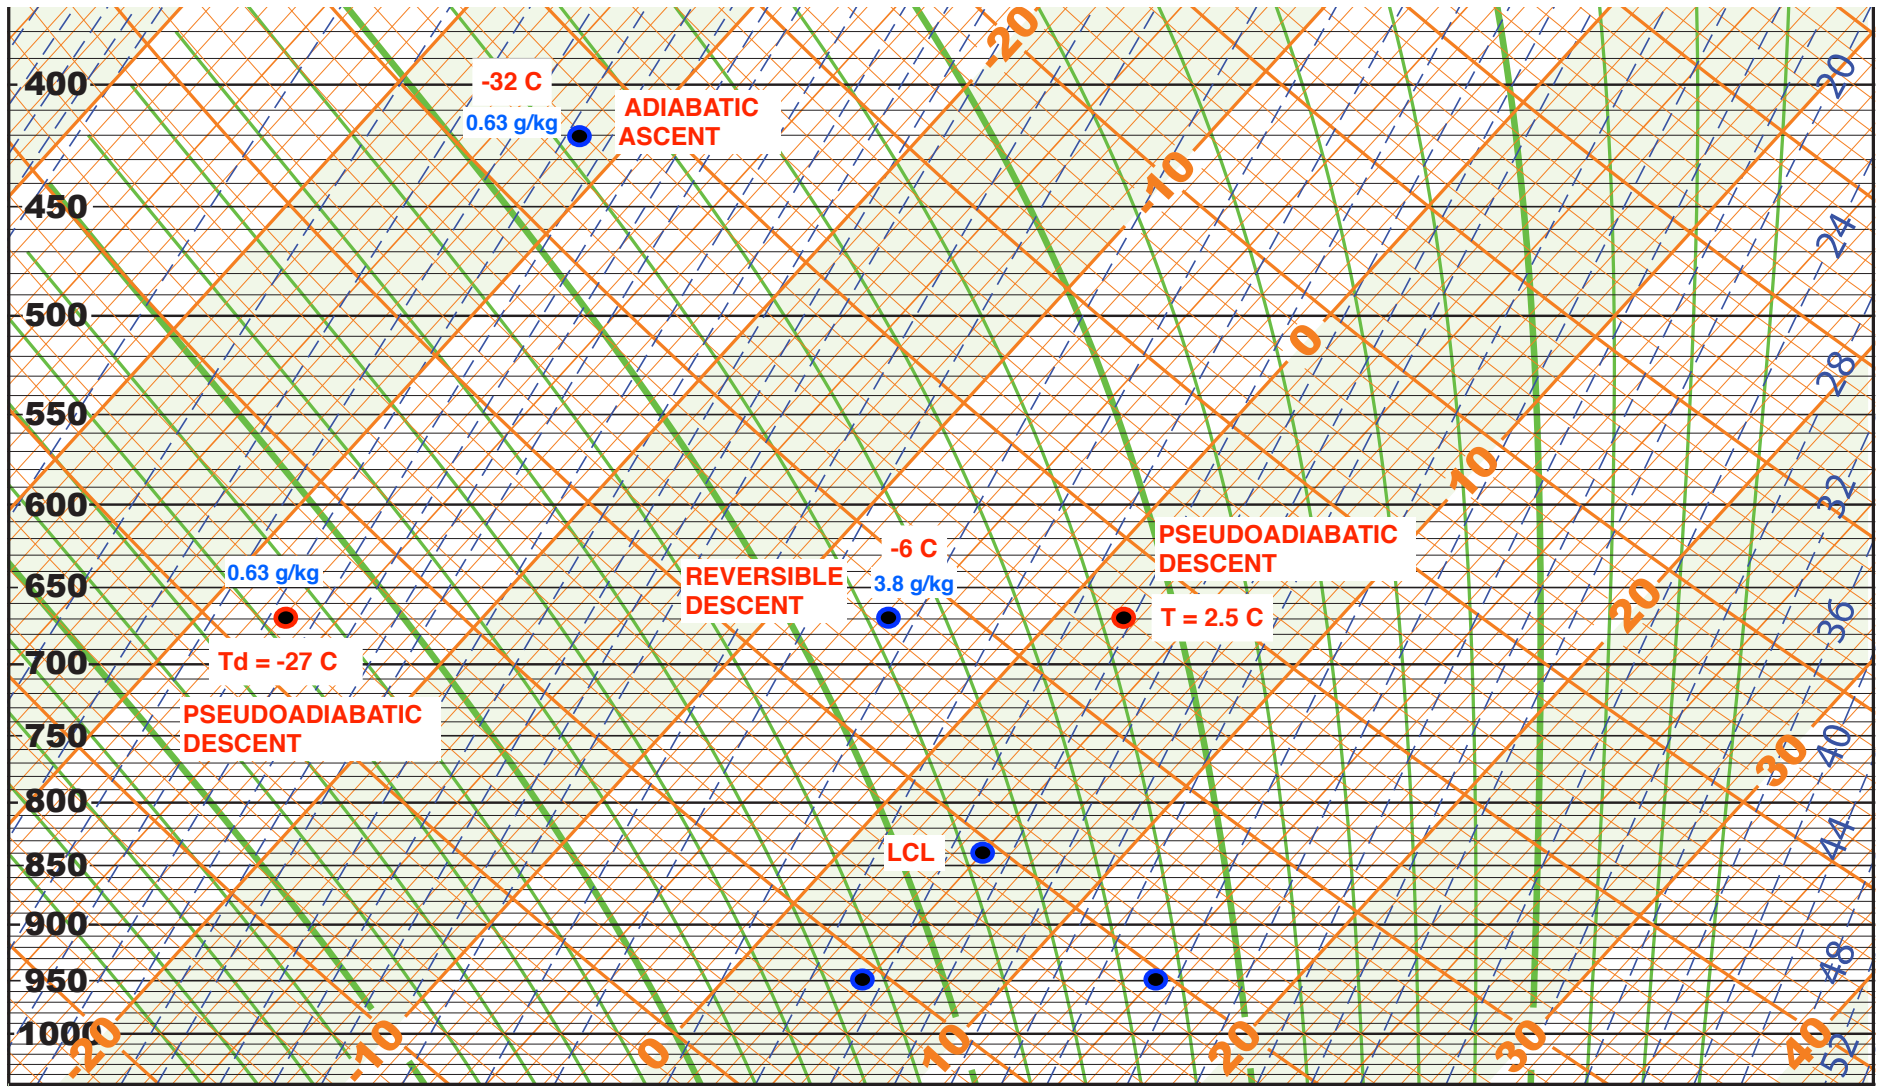 -20
400
-32 C
20
ADIABATIC
ASCENT
0.63 g/kg
-10
450
24
500
0
28
550
10
600
32
PSEUDOADIABATIC
DESCENT
-6 C
REVERSIBLE
DESCENT
3.8 g/kg
0.63 g/kg
650
20
T = 2.5 C
36
Td = -27 C
700
PSEUDOADIABATIC
DESCENT
750
40
30
800
44
LCL
850
900
950
48
1000
-20
-10
0
10
20
30
40
52